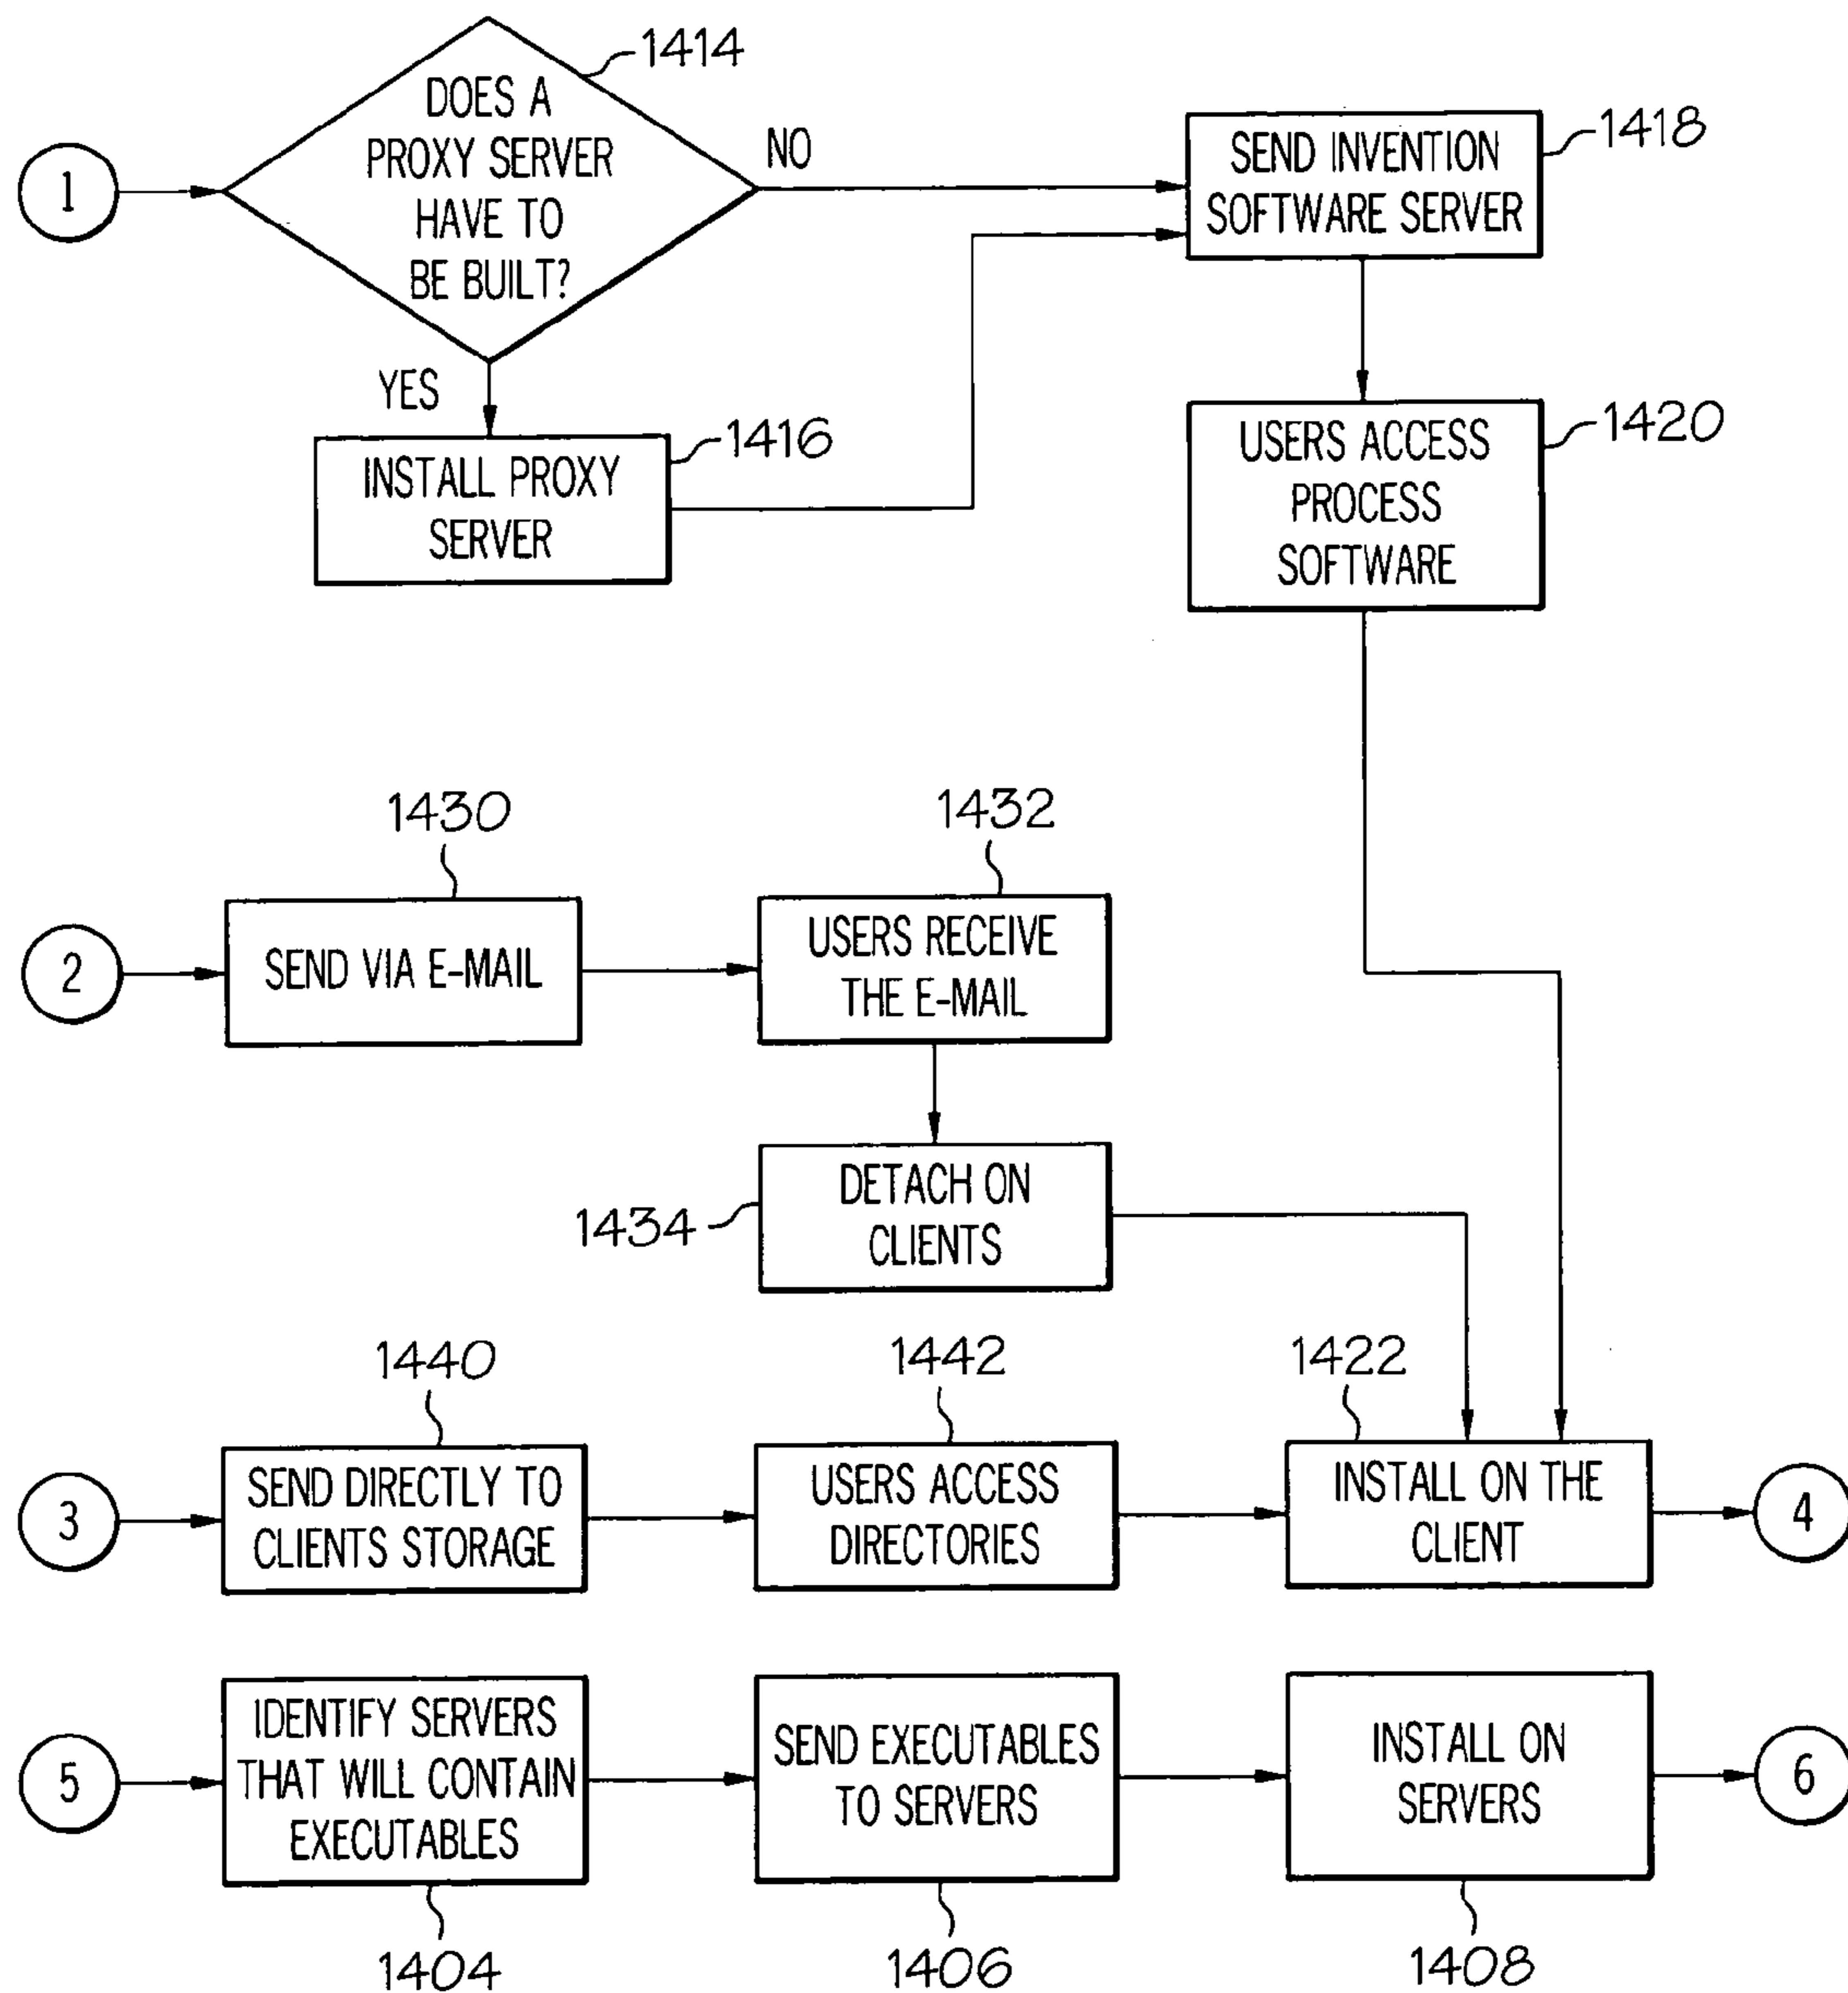 1414
DOES A
PROXY SERVER
HAVE TO
BE BUILT?
1
NO
YES
SEND INVENTION
SOFTWARE SERVER
1418
1416
INSTALL PROXY
SERVER
USERS ACCESS
PROCESS
SOFTWARE
1420
1430
1432
2
SEND VIA E-MAIL
USERS RECEIVE
THE E-MAIL
DETACH ON
CLIENTS
1434
1440
1442
1422
3
SEND DIRECTLY TO
CLIENTS STORAGE
USERS ACCESS
DIRECTORIES
INSTALL ON THE
CLIENT
4
5
IDENTIFY SERVERS
THAT WILL CONTAIN
EXECUTABLES
SEND EXECUTABLES
TO SERVERS
INSTALL ON
SERVERS
6
1404
1406
1408